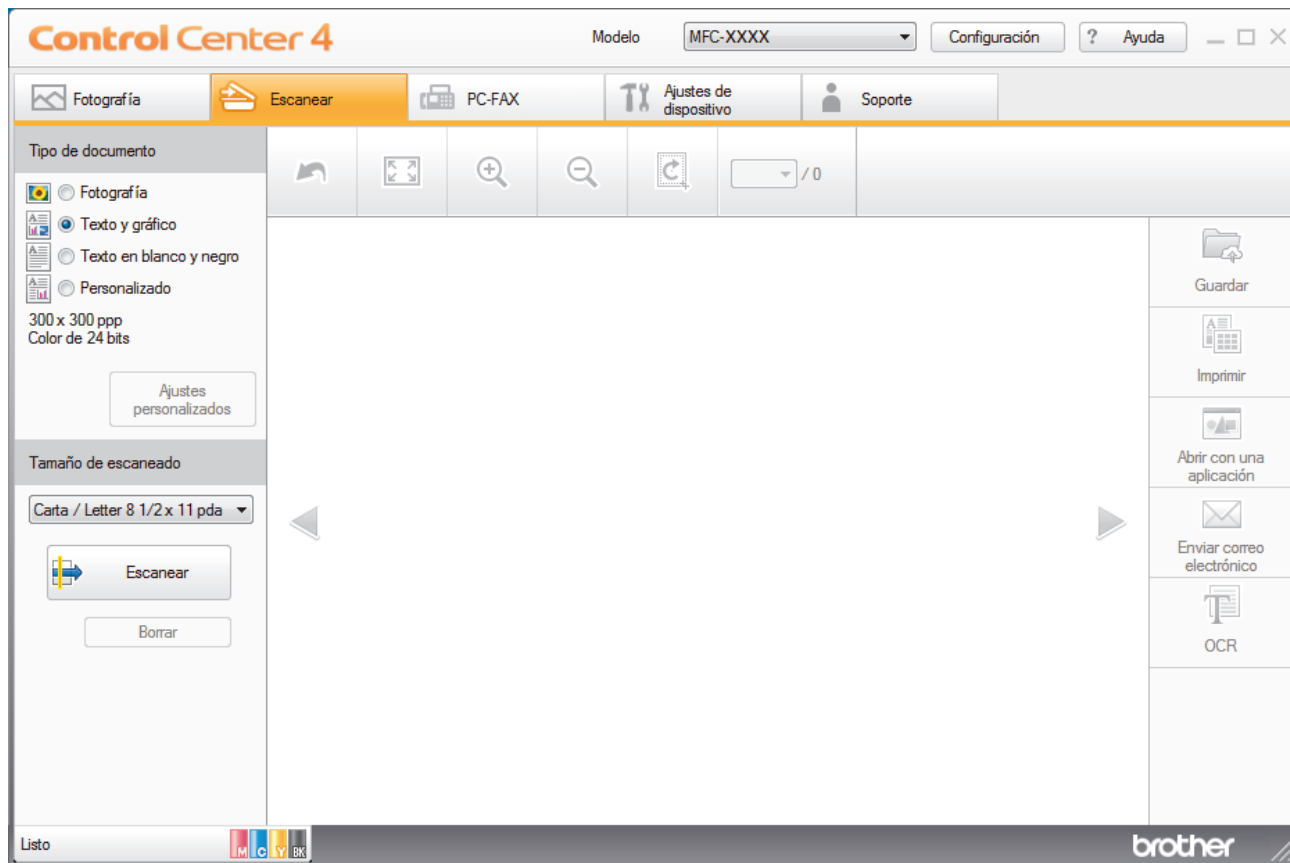 Control Center 4
Modelo
MFC-XXXX
Configuración
? Ayuda
Fotografía
Escanear
PC-FAX
Ajustes de
dispositivo
Soporte
Tipo de documento
Fotografía
Texto y gráfico
Texto en blanco y negro
Personalizado
300 x 300 ppp
Color de 24 bits
Ajustes
personalizados
Tamaño de escaneado
Carta / Letter 8 1/2 x 11 pda
Escanear
Borrar
/ 0
Guardar
Imprimir
Abrir con una
aplicación
Enviar correo
electrónico
OCR
Listo
M C Y BK
brother